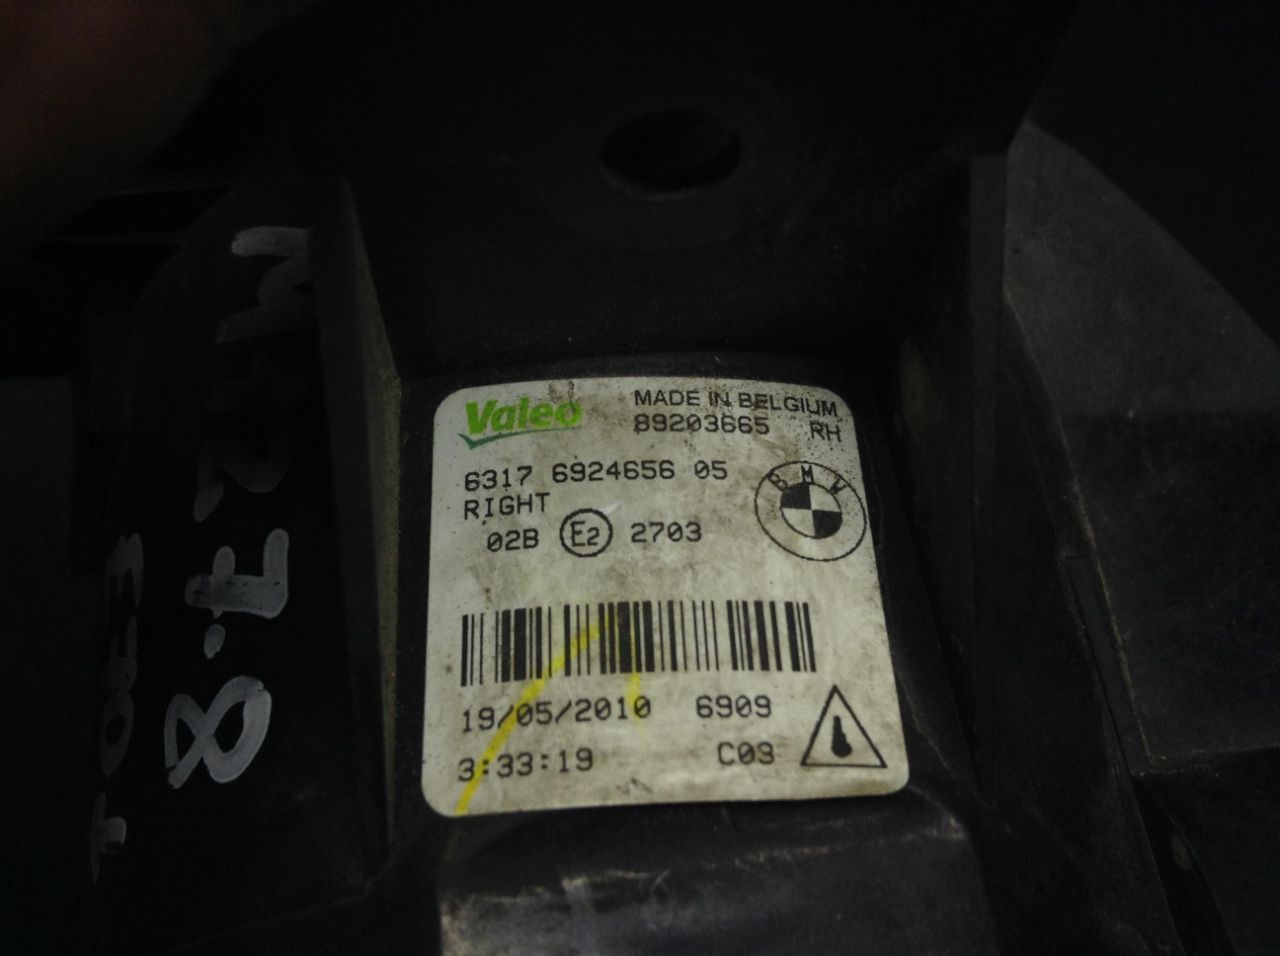 Valeo
MADE IN BELGIUM
89203665 RH
6317 6924656 05
RIGHT
02B E2 2703
BMW
19/05/2010 6909
3:33:19 C03